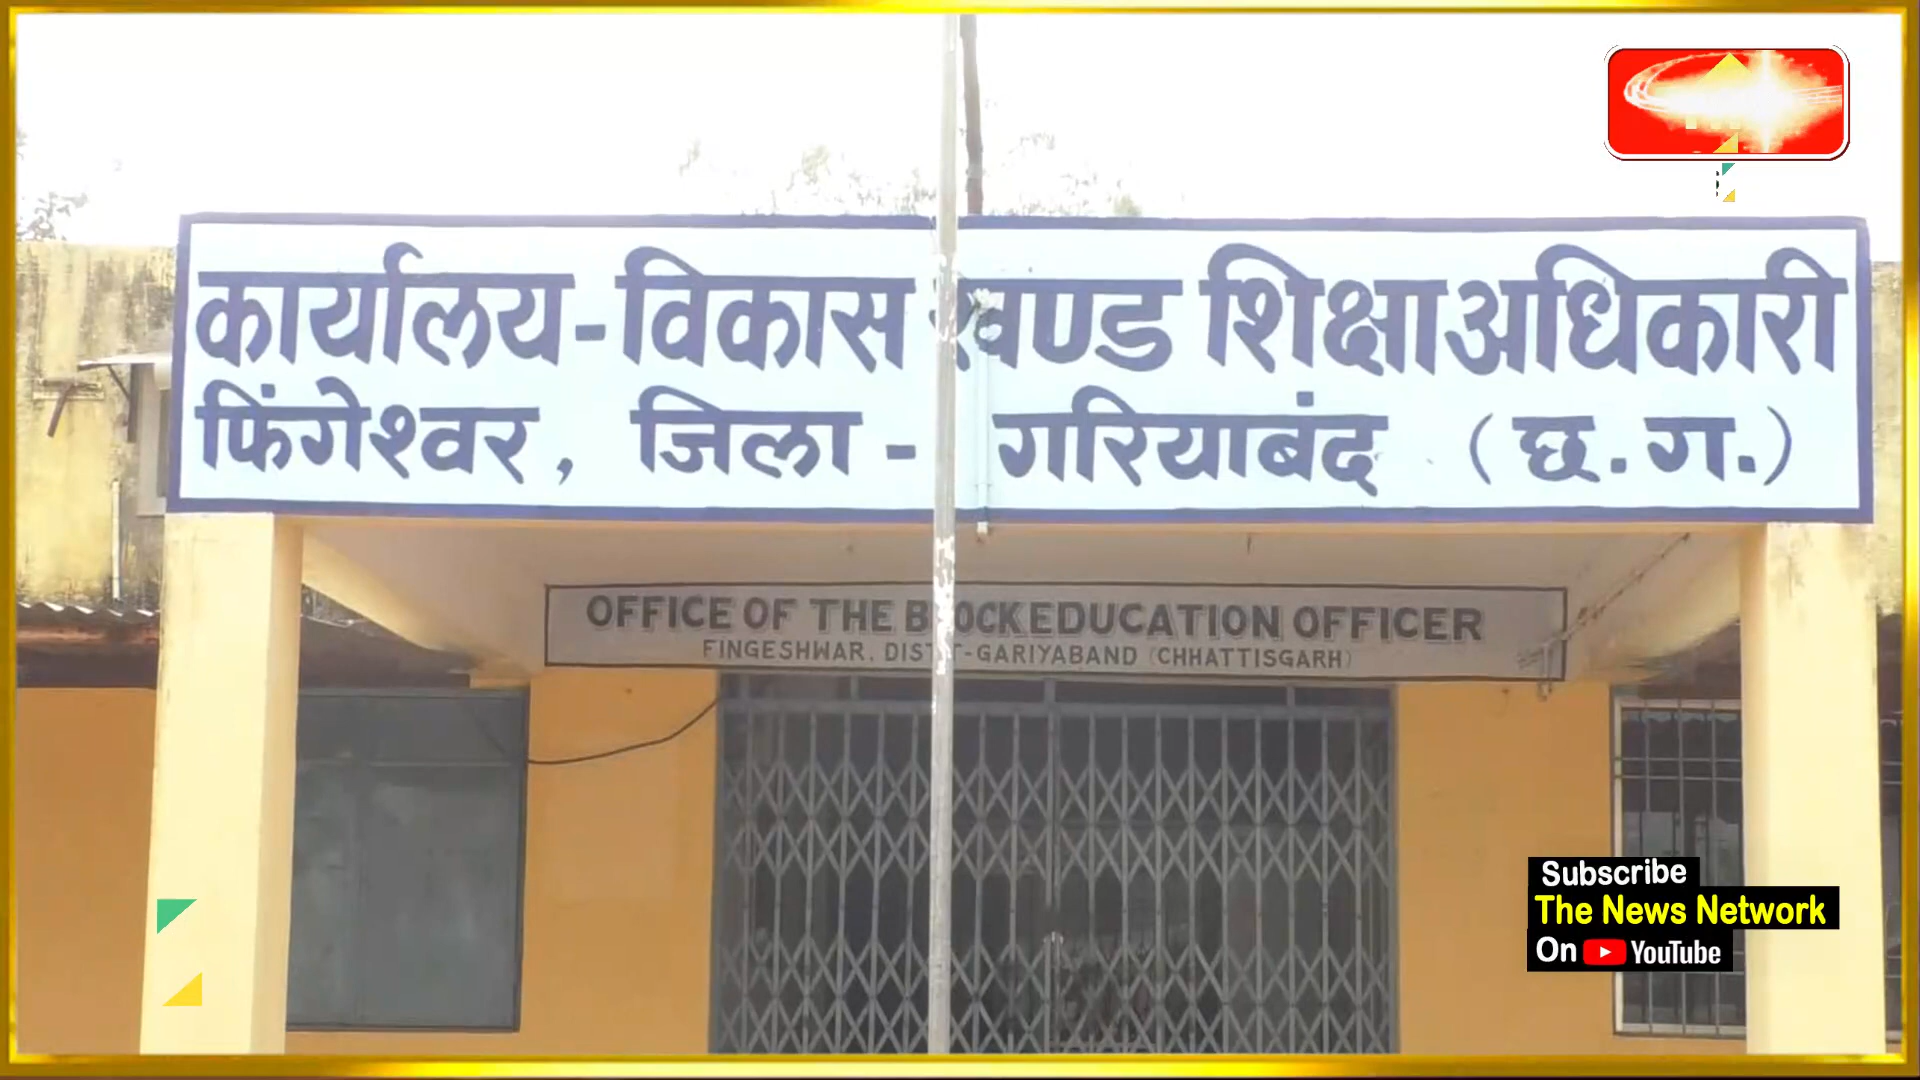 कार्यालय-विकास खण्ड शिक्षाअधिकारी
फिंगेश्वर, जिला - गरियाबंद (छ.ग.)
OFFICE OF THE BLOCK EDUCATION OFFICER
FINGESHWAR, DISTT-GARIYABAND (CHHATTISGARH)
Subscribe
The News Network
On YouTube